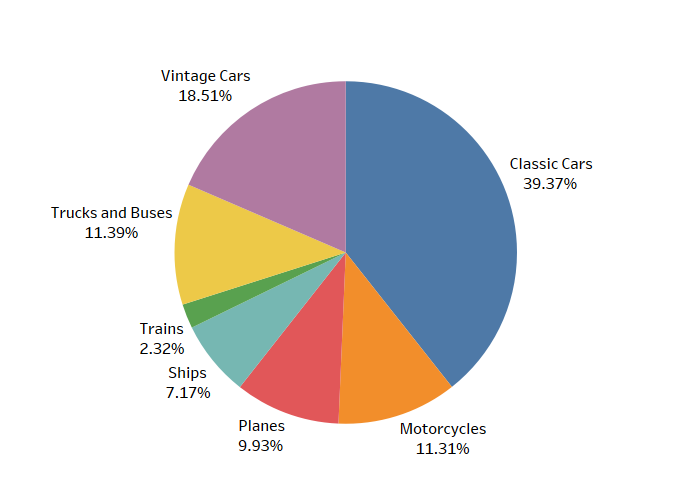 Vintage Cars
18.51%
Classic Cars
39.37%
Trucks and Buses
11.39%
Trains
2.32%
Ships
7.17%
Planes
9.93%
Motorcycles
11.31%